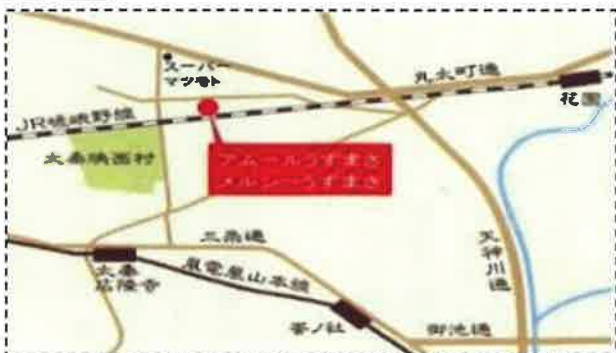 スーパー
マツモト
丸太町通
花園
JR嵯峨野線
太秦映画村
アムールうずまさ
メルシーうずまさ
三条通
嵐電嵐山本線
太秦
広隆寺
蚕ノ社
天神川通
御池通